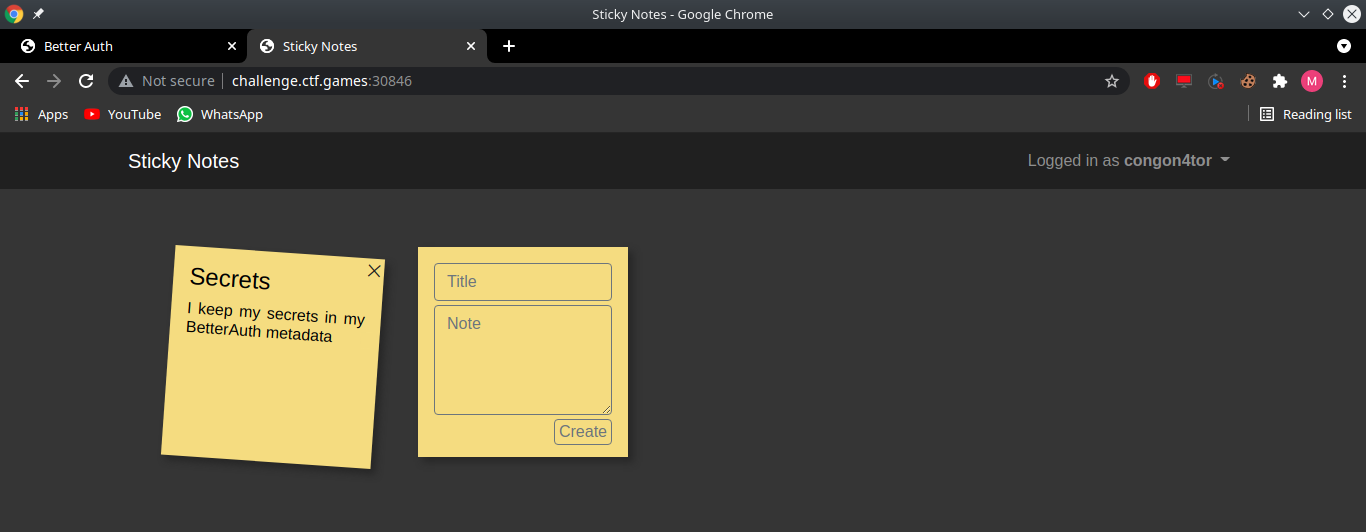 Sticky Notes - Google Chrome
Better Auth
Sticky Notes
Not secure challenge.ctf.games:30846
M
Apps YouTube WhatsApp Reading list
Sticky Notes Logged in as congon4tor
Secrets
I keep my secrets in my
BetterAuth metadata
Title
Note
Create